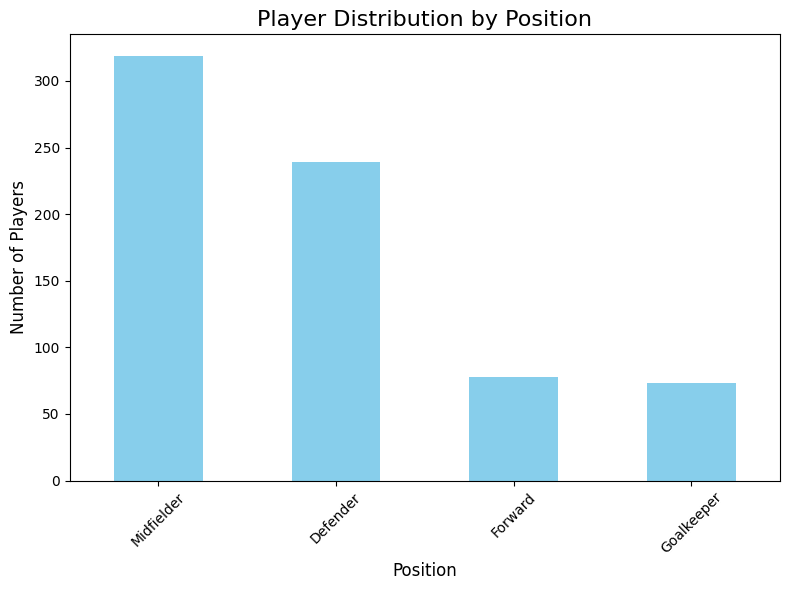 Player Distribution by Position
Number of Players
300
250
200
150
100
50
0
Midfielder
Defender
Forward
Goalkeeper
Position